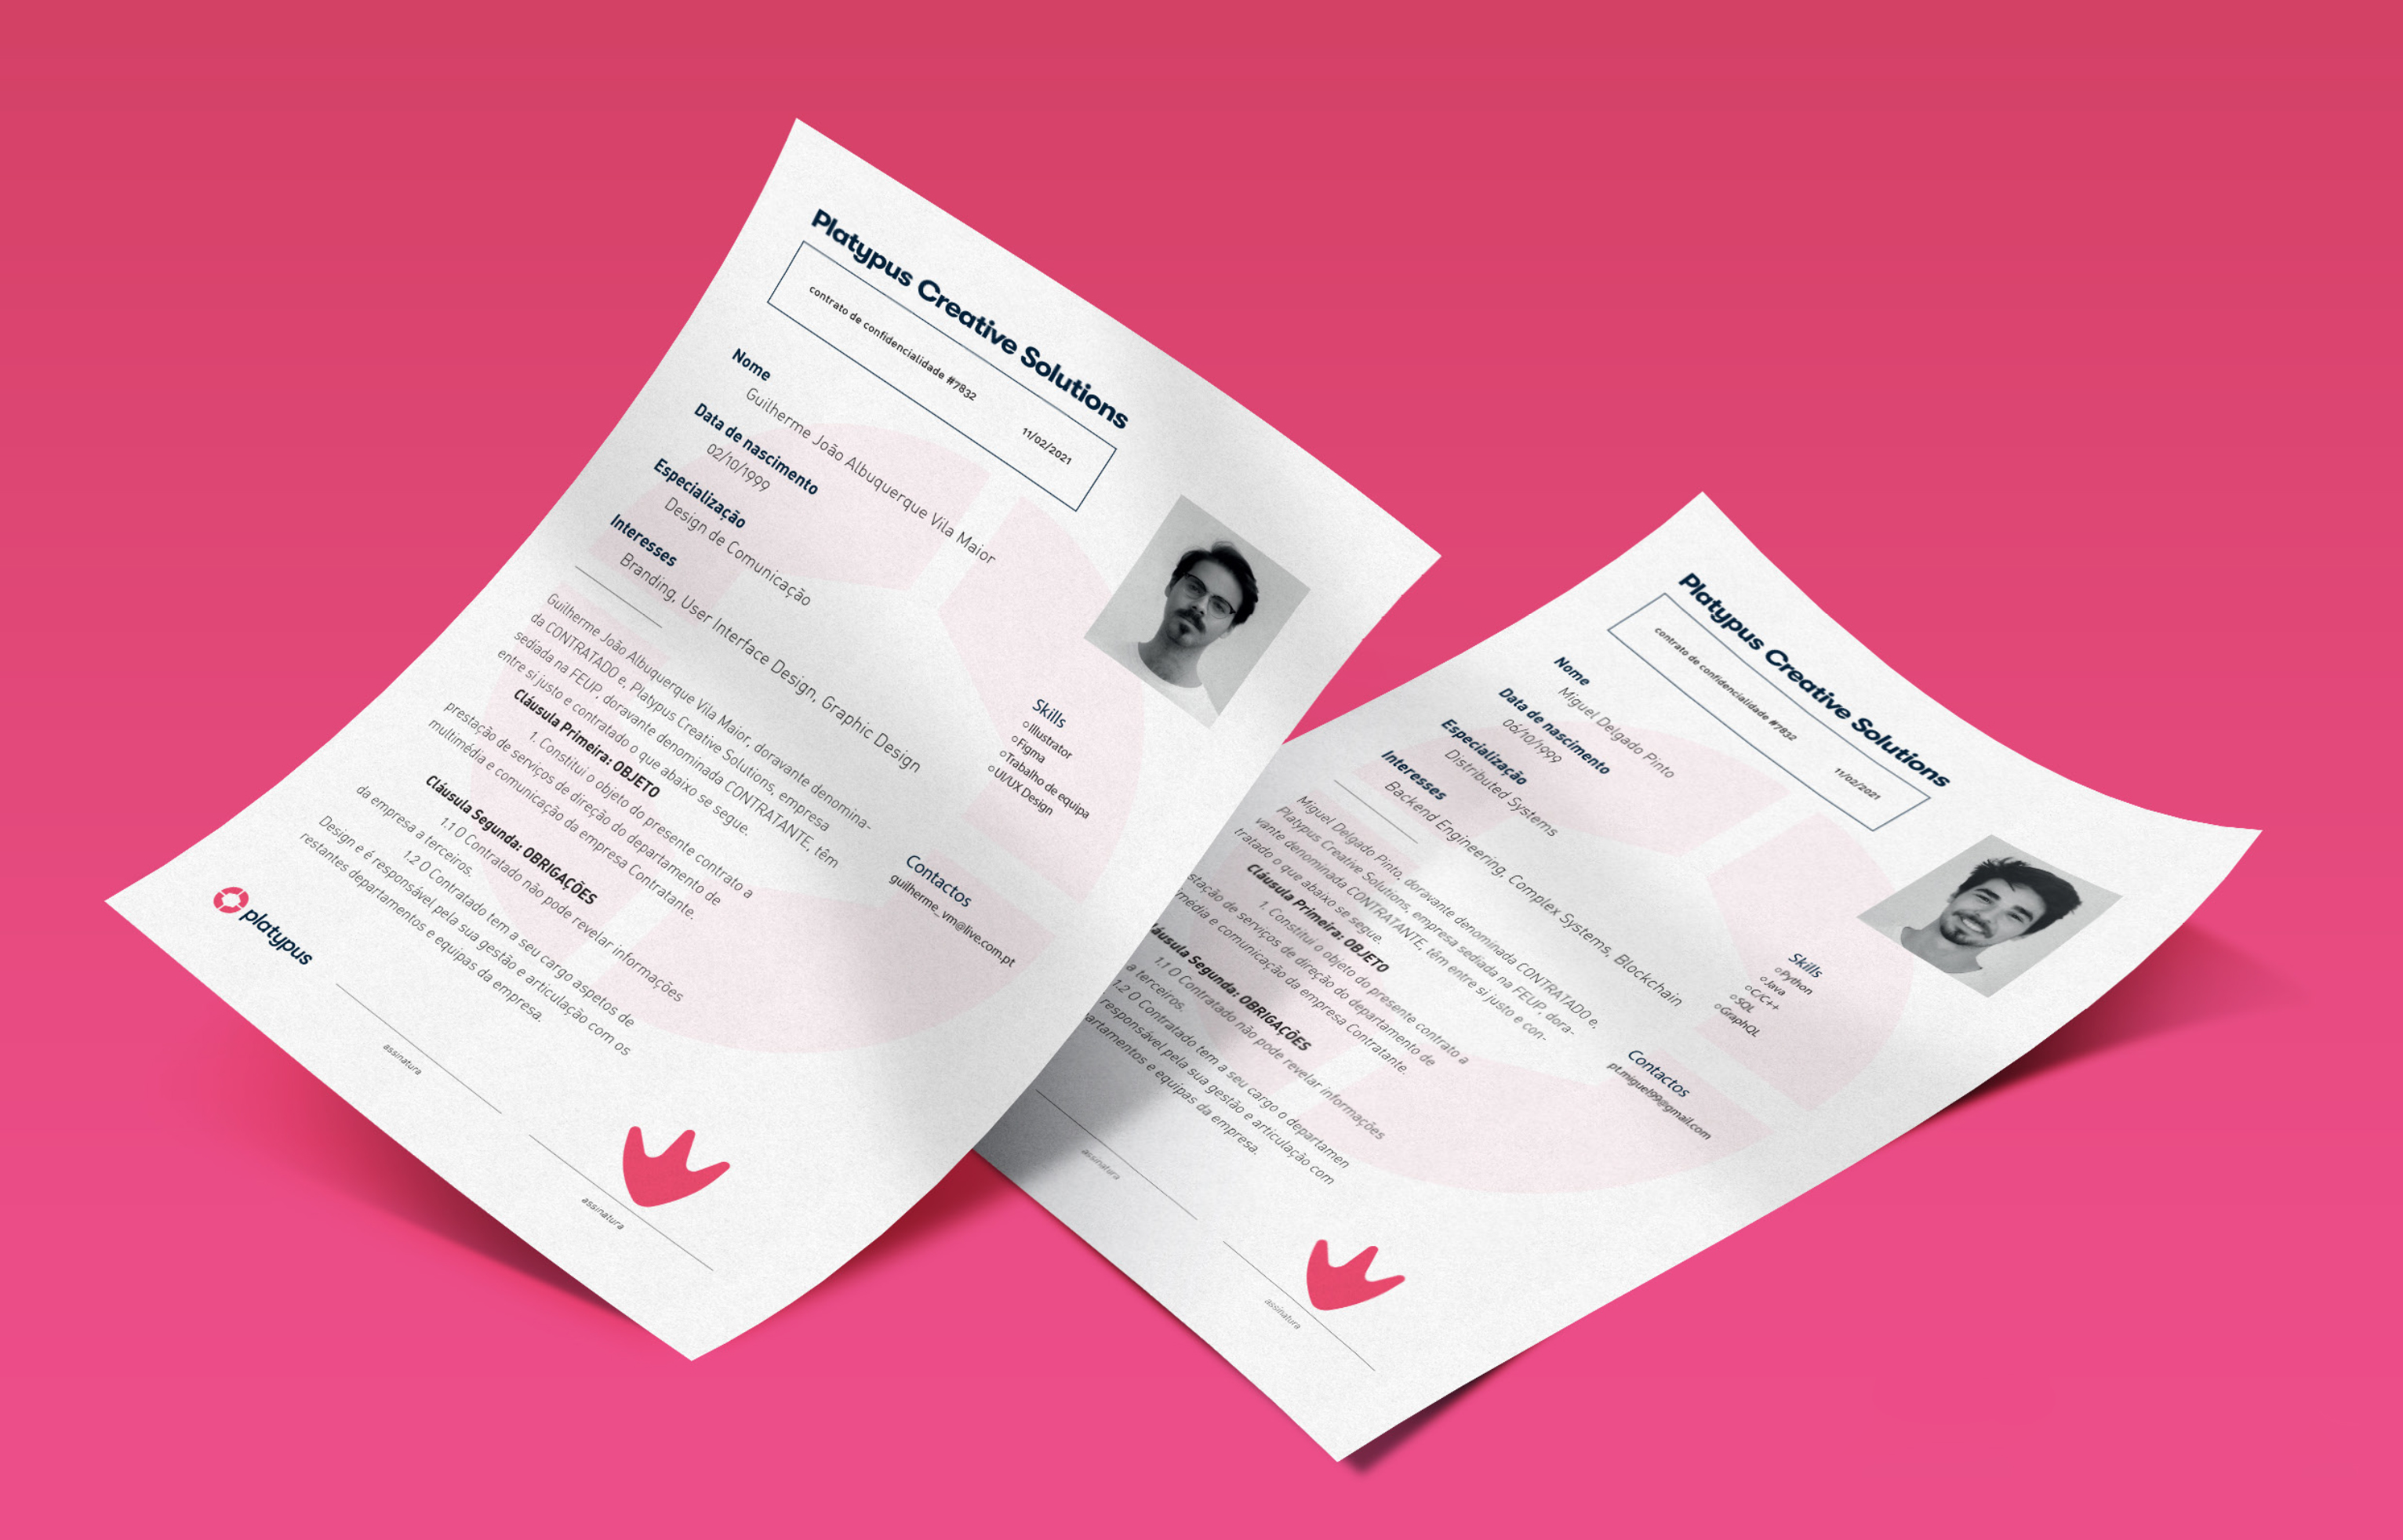 Platypus Creative Solutions
contrato de confidencialidade #7832
11/02/2021
Nome
Guilherme João Albuquerque Vila Maior
Data de nascimento
02/10/1999
Especialização
Design de Comunicação
Interesses
Branding, User Interface Design, Graphic Design
Guilherme João Albuquerque Vila Maior, doravante denomina-
da CONTRATADO e, Platypus Creative Solutions, empresa
sediada na FEUP, doravante denominada CONTRATANTE, têm
entre si justo e contratado o que abaixo se segue.
Cláusula Primeira: OBJETO
1. Constitui o objeto do presente contrato a
prestação de serviços de direção do departamento de
multimédia e comunicação da empresa Contratante.
Cláusula Segunda: OBRIGAÇÕES
1.1 O Contratado não pode revelar informações
da empresa a terceiros.
1.2 O Contratado tem a seu cargo aspetos de
Design e é responsável pela sua gestão e articulação com os
restantes departamentos e equipas da empresa.
Skills
Illustrator
Figma
Trabalho de equipa
UI/UX Design
Contactos
guilherme_vm@live.com.pt
platypus
assinatura
assinatura
Platypus Creative Solutions
contrato de confidencialidade #7832
11/02/2021
Nome
Miguel Delgado Pinto
Data de nascimento
06/10/1999
Especialização
Distributed Systems
Interesses
Backend Engineering, Complex Systems, Blockchain
Miguel Delgado Pinto, doravante denominada CONTRATADO e,
Platypus Creative Solutions, empresa sediada na FEUP, dora-
vante denominada CONTRATANTE, têm entre si justo e con-
tratado o que abaixo se segue.
Cláusula Primeira: OBJETO
1. Constitui o objeto do presente contrato a
stação de serviços de direção do departamento de
média e comunicação da empresa Contratante.
láusula Segunda: OBRIGAÇÕES
1.1 O Contratado não pode revelar informações
a terceiros.
1.2 O Contratado tem a seu cargo o departamen
responsável pela sua gestão e articulação com
artamentos e equipas da empresa.
Skills
Python
Java
C/C++
SQL
GraphQL
Contactos
pt.miguel99@gmail.com
assinatura
assinatura